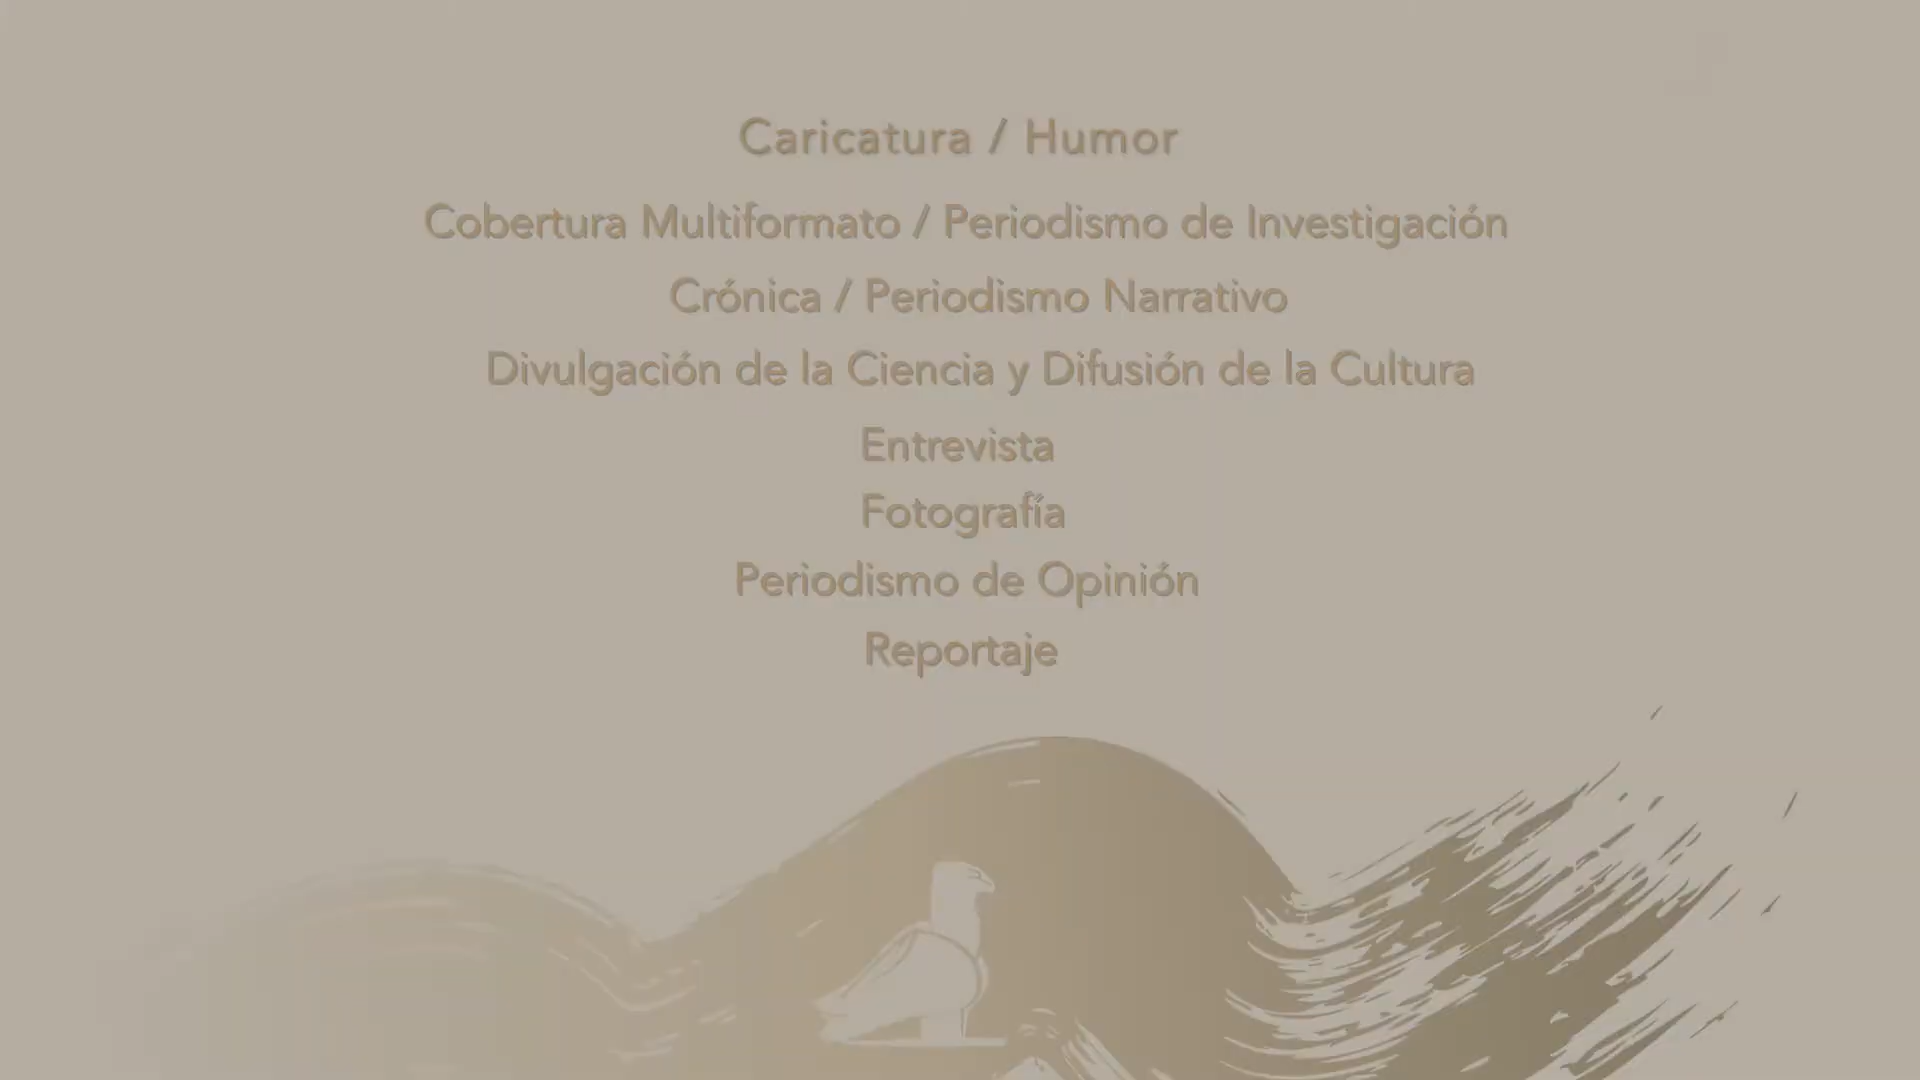 Caricatura / Humor
Cobertura Multiformato / Periodismo de Investigación
Crónica / Periodismo Narrativo
Divulgación de la Ciencia y Difusión de la Cultura
Entrevista
Fotografía
Periodismo de Opinión
Reportaje